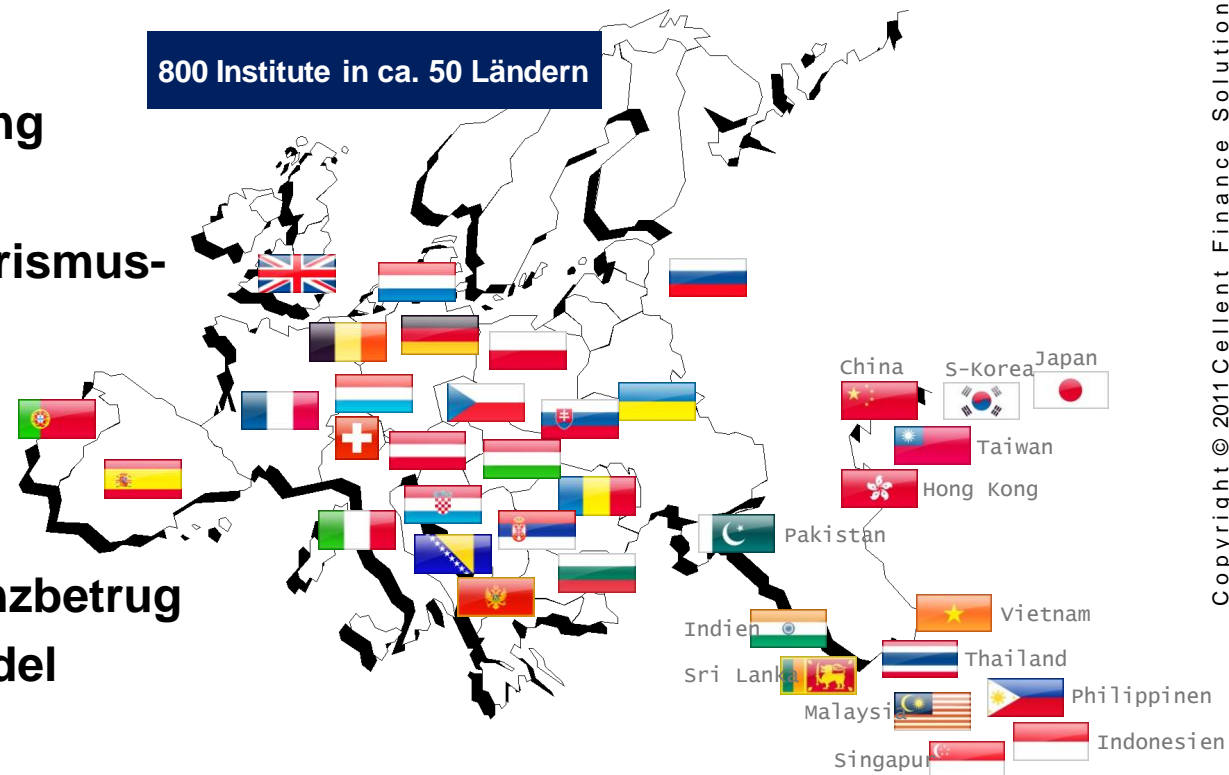 800 Institute in ca. 50 Ländern
ng
rismus-
nzbetrug
del
China
S-Korea
Japan
Taiwan
Hong Kong
Pakistan
Vietnam
Indien
Thailand
Sri Lanka
Philippinen
Malaysia
Indonesien
Singapur
Copyright © 2011 Cellent Finance Solution